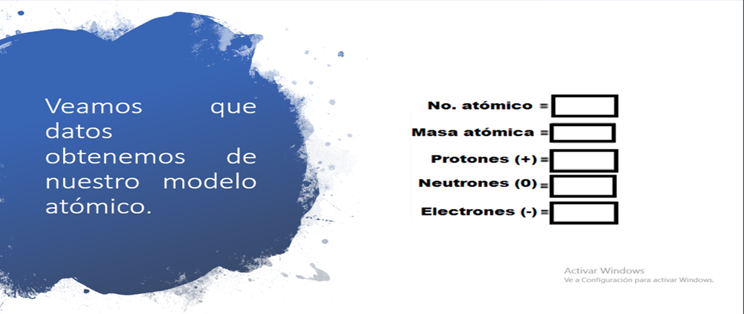 Veamos que
datos
obtenemos de
nuestro modelo
atómico.
No. atómico =
Masa atómica =
Protones (+) =
Neutrones (0) =
Electrones (-) =
Activar Windows
Ve a Configuración para activar Windows.